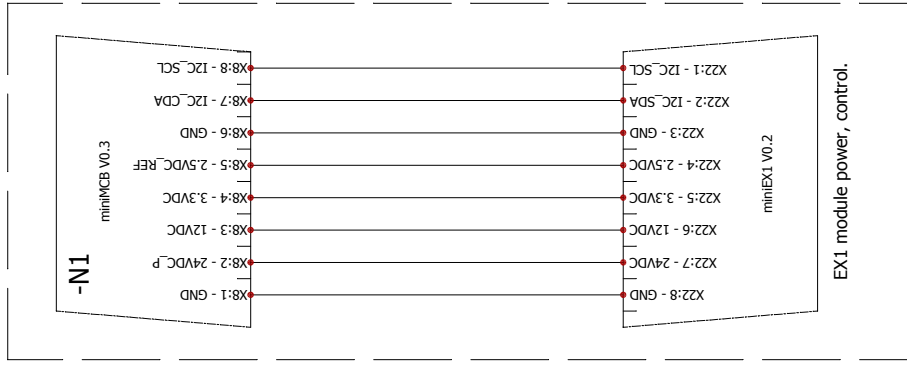 X8:8 - I2C_SCL
X8:7 - I2C_CDA
X8:6 - GND
X8:5 - 2.5VDC_REF
X8:4 - 3.3VDC
X8:3 - 12VDC
X8:2 - 24VDC_P
X8:1 - GND
miniMCB V0.3
-N1
X22:1 - I2C_SCL
X22:2 - I2C_SDA
X22:3 - GND
X22:4 - 2.5VDC
X22:5 - 3.3VDC
X22:6 - 12VDC
X22:7 - 24VDC
X22:8 - GND
miniEX1 V0.2
EX1 module power, control.